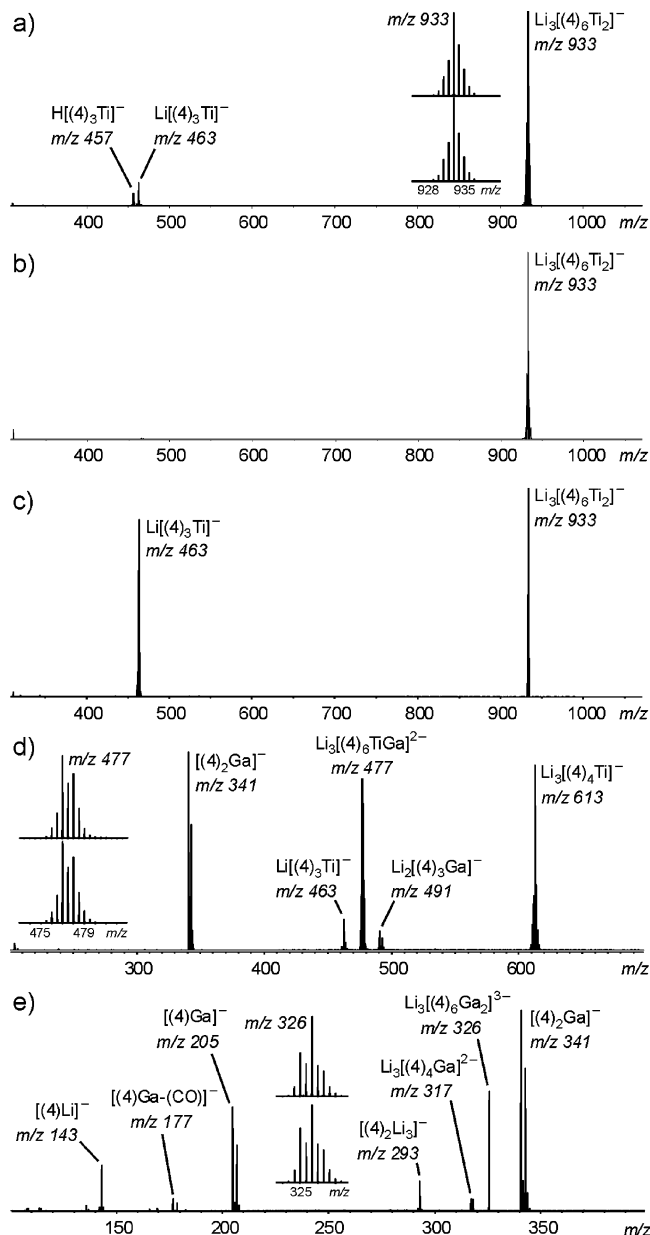 a)
m/z 933
Li₃[(4)₆Ti₂]⁻
m/z 933
H[(4)₃Ti]⁻
m/z 457
Li[(4)₃Ti]⁻
m/z 463
928 935 m/z
400 500 600 700 800 900 1000 m/z
b)
Li₃[(4)₆Ti₂]⁻
m/z 933
400 500 600 700 800 900 1000 m/z
c)
Li₃[(4)₆Ti₂]⁻
m/z 933
Li[(4)₃Ti]⁻
m/z 463
400 500 600 700 800 900 1000 m/z
d)
m/z 477
[(4)₂Ga]⁻
m/z 341
Li₃[(4)₆TiGa]²⁻
m/z 477
Li₃[(4)₄Ti]⁻
m/z 613
Li[(4)₃Ti]⁻
m/z 463
Li₂[(4)₃Ga]⁻
m/z 491
475 479 m/z
300 400 500 600 m/z
e)
[(4)Ga]⁻
m/z 205
m/z 326
Li₃[(4)₆Ga₂]³⁻
m/z 326
[(4)₂Ga]⁻
m/z 341
[(4)Li]⁻
m/z 143
[(4)Ga-(CO)]⁻
m/z 177
Li₃[(4)₄Ga]²⁻
m/z 317
[(4)₂Li₃]⁻
m/z 293
325 m/z
150 200 250 300 350 m/z